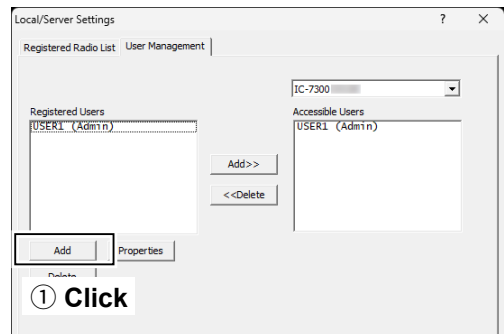 Local/Server Settings ? ×
Registered Radio List User Management
IC-7300
Registered Users Accessible Users
USER1 (Admin) USER1 (Admin)
Add>>
<<Delete
Add Properties
Delete
① Click